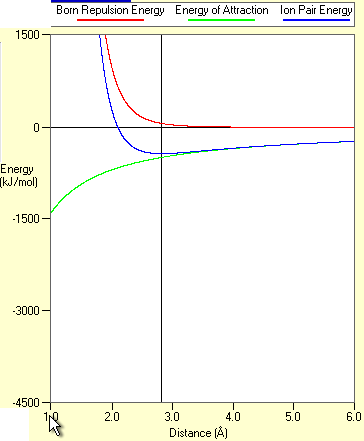 Born Repulsion Energy Energy of Attraction Ion Pair Energy
1500
0
Energy
(kJ/mol)
-1500
-3000
-4500
1.0 2.0 3.0 4.0 5.0 6.0
Distance (Å)